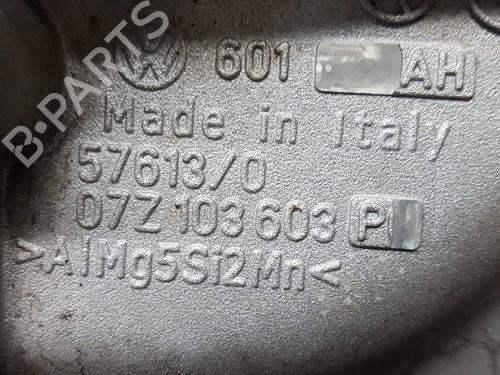 B-PARTS
601 AH
Made in Italy
57613/0
07Z 103 603 P
>AlMg5Si2Mn<